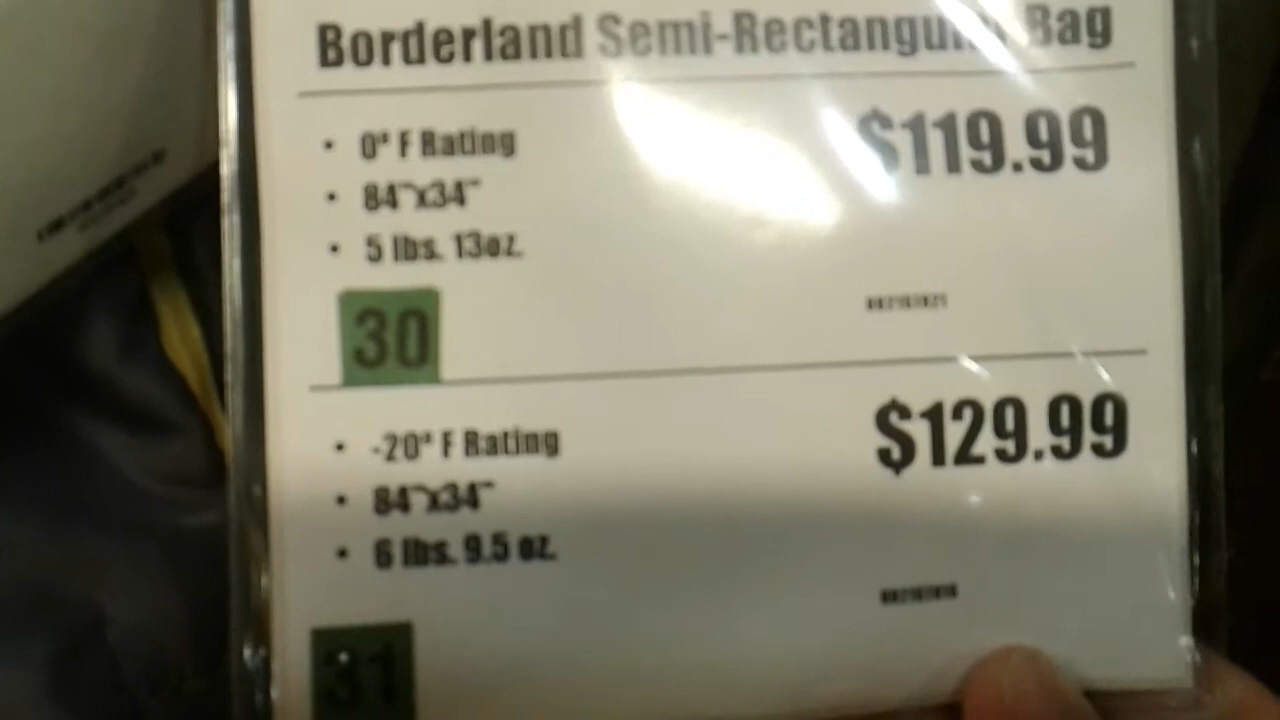 Borderland Semi-Rectangular Bag
• 0° F Rating
$119.99
• 84"x34"
• 5 lbs. 13oz.
30
• -20° F Rating
$129.99
• 84"x34"
• 6 lbs. 9.5 oz.
31